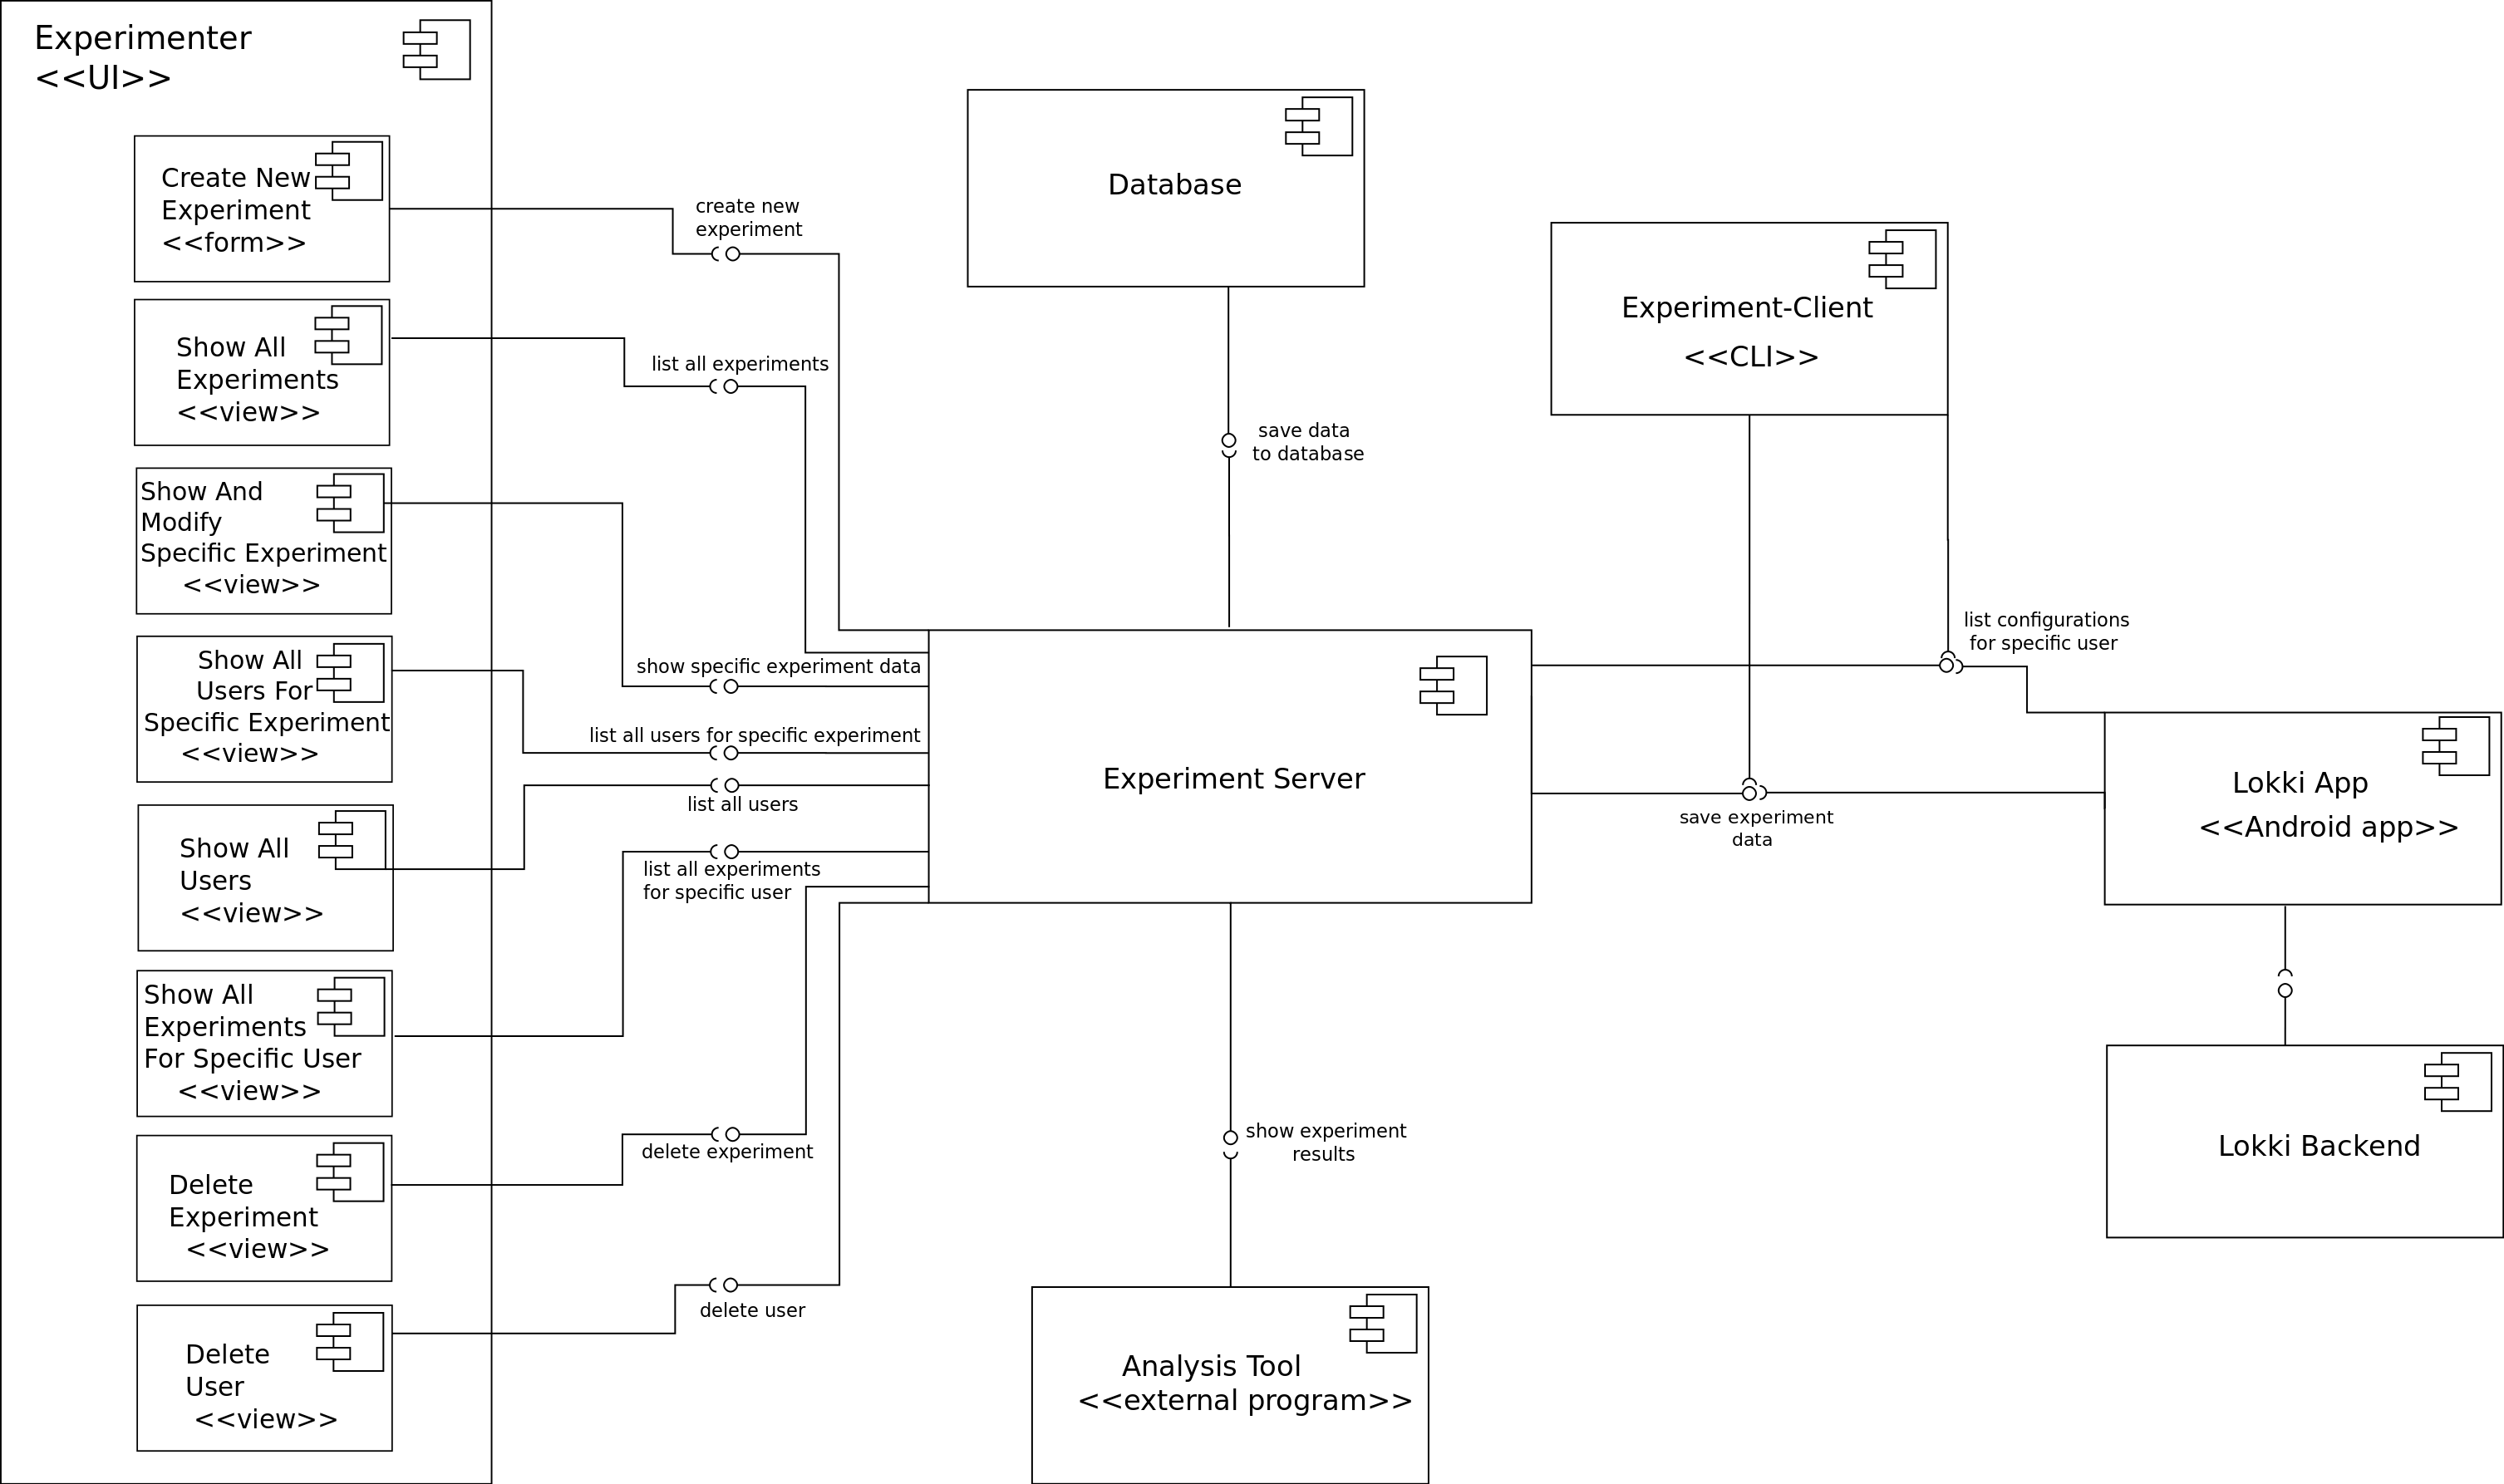 Experimenter
<<UI>>
Create New
Experiment
<<form>>
Show All
Experiments
<<view>>
Show And
Modify
Specific Experiment
<<view>>
Show All
Users For
Specific Experiment
<<view>>
Show All
Users
<<view>>
Show All
Experiments
For Specific User
<<view>>
Delete
Experiment
<<view>>
Delete
User
<<view>>
create new
experiment
list all experiments
show specific experiment data
list all users for specific experiment
list all users
list all experiments
for specific user
delete experiment
delete user
Database
save data
to database
Experiment Server
show experiment
results
Analysis Tool
<<external program>>
Experiment-Client
<<CLI>>
list configurations
for specific user
save experiment
data
Lokki App
<<Android app>>
Lokki Backend